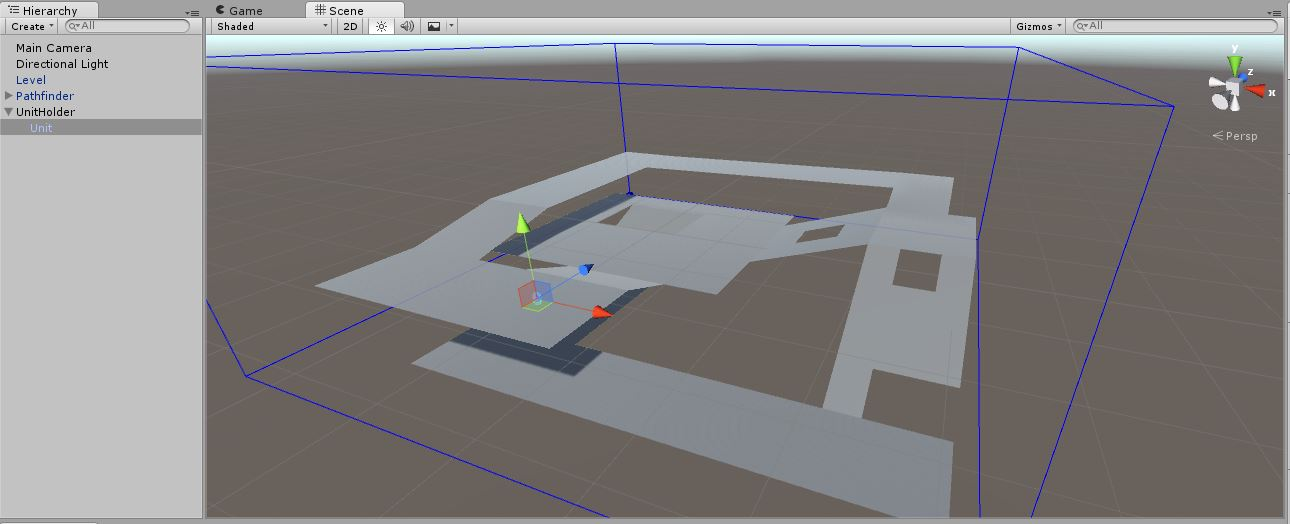 Hierarchy
Create
All
Main Camera
Directional Light
Level
Pathfinder
UnitHolder
Unit
Game
Scene
Shaded
2D
Gizmos
All
y
z
x
Persp